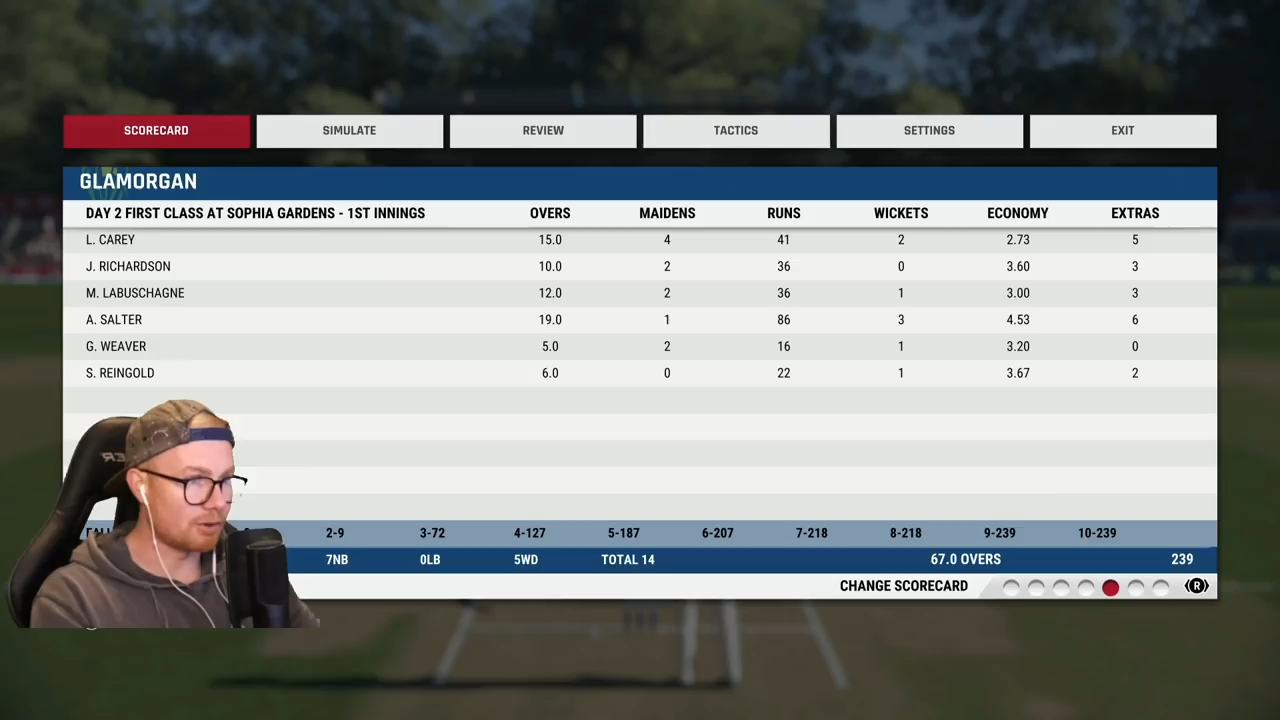 SCORECARD SIMULATE REVIEW TACTICS SETTINGS EXIT
GLAMORGAN
DAY 2 FIRST CLASS AT SOPHIA GARDENS - 1ST INNINGS OVERS MAIDENS RUNS WICKETS ECONOMY EXTRAS
L. CAREY 15.0 4 41 2 2.73 5
J. RICHARDSON 10.0 2 36 0 3.60 3
M. LABUSCHAGNE 12.0 2 36 1 3.00 3
A. SALTER 19.0 1 86 3 4.53 6
G. WEAVER 5.0 2 16 1 3.20 0
S. REINGOLD 6.0 0 22 1 3.67 2
2-9 3-72 4-127 5-187 6-207 7-218 8-218 9-239 10-239
7NB 0LB 5WD TOTAL 14 67.0 OVERS 239
CHANGE SCORECARD R